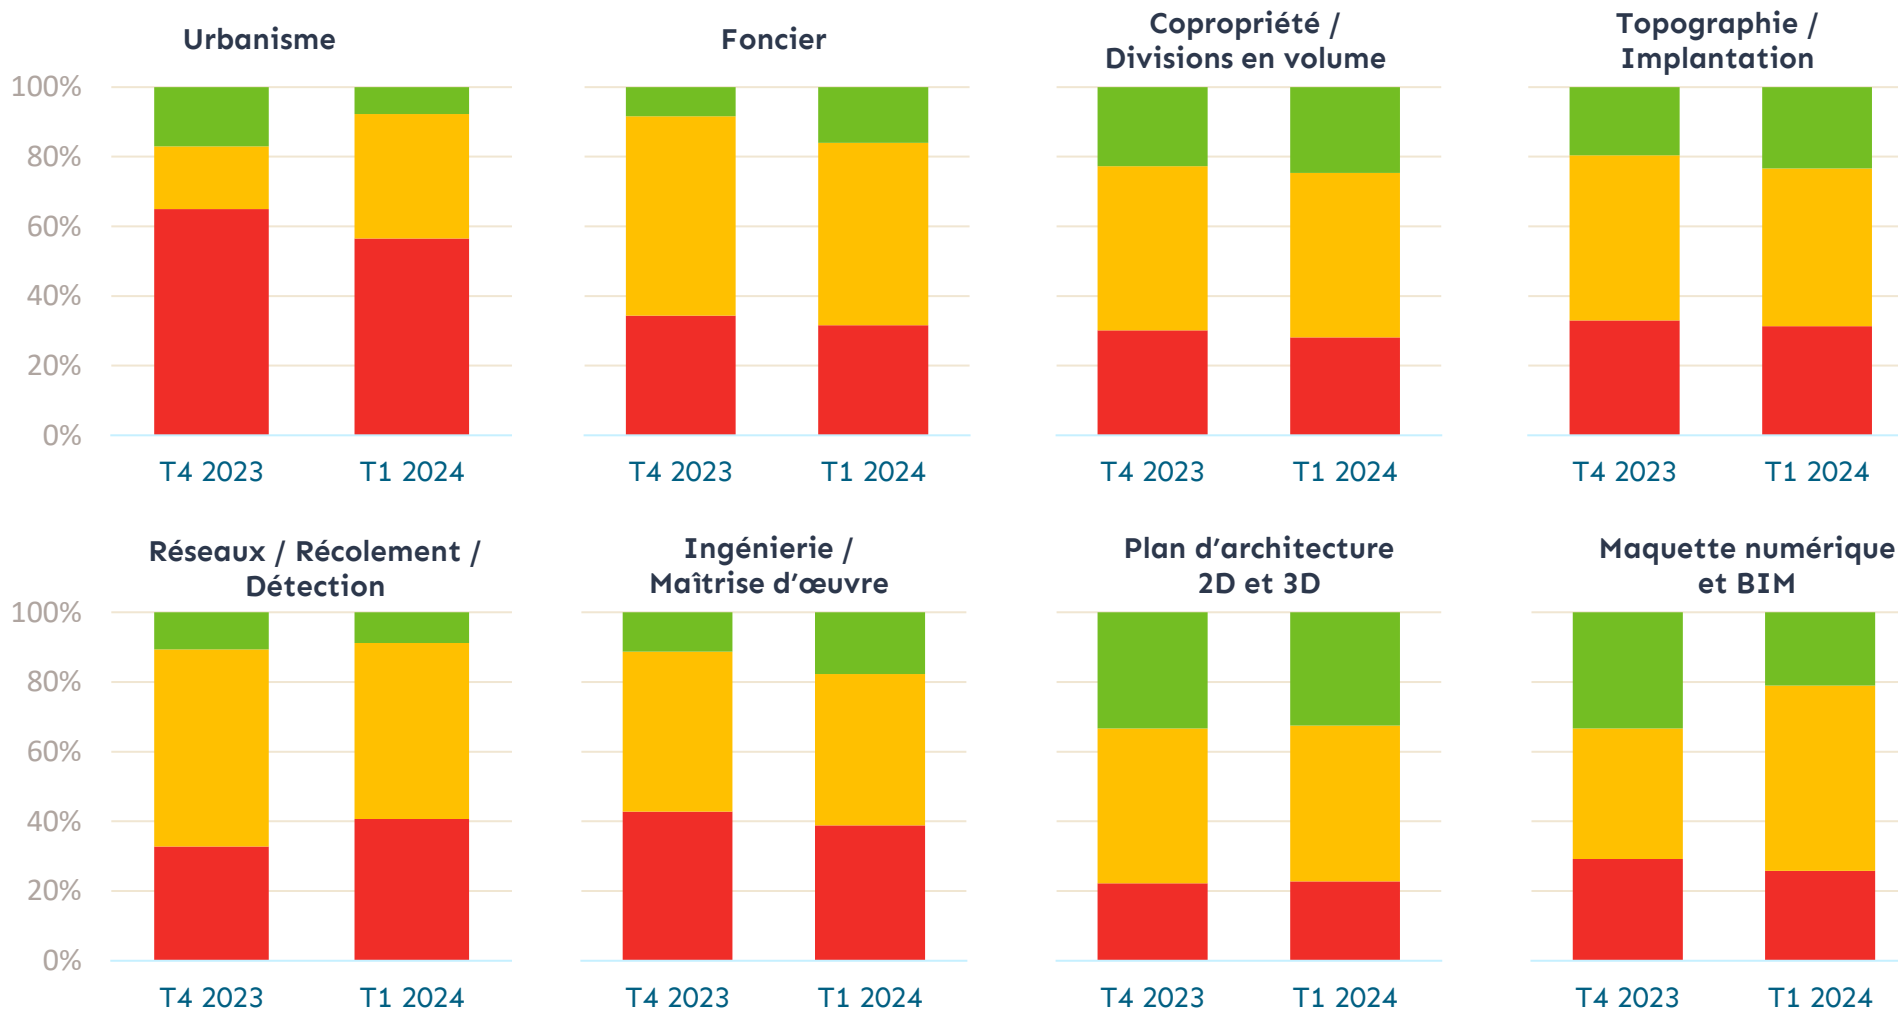 Urbanisme
Foncier
Copropriété /
Divisions en volume
Topographie /
Implantation
100%
80%
60%
40%
20%
0%
T4 2023 T1 2024
T4 2023 T1 2024
T4 2023 T1 2024
T4 2023 T1 2024
Réseaux / Récolement /
Détection
Ingénierie /
Maîtrise d’œuvre
Plan d’architecture
2D et 3D
Maquette numérique
et BIM
100%
80%
60%
40%
20%
0%
T4 2023 T1 2024
T4 2023 T1 2024
T4 2023 T1 2024
T4 2023 T1 2024